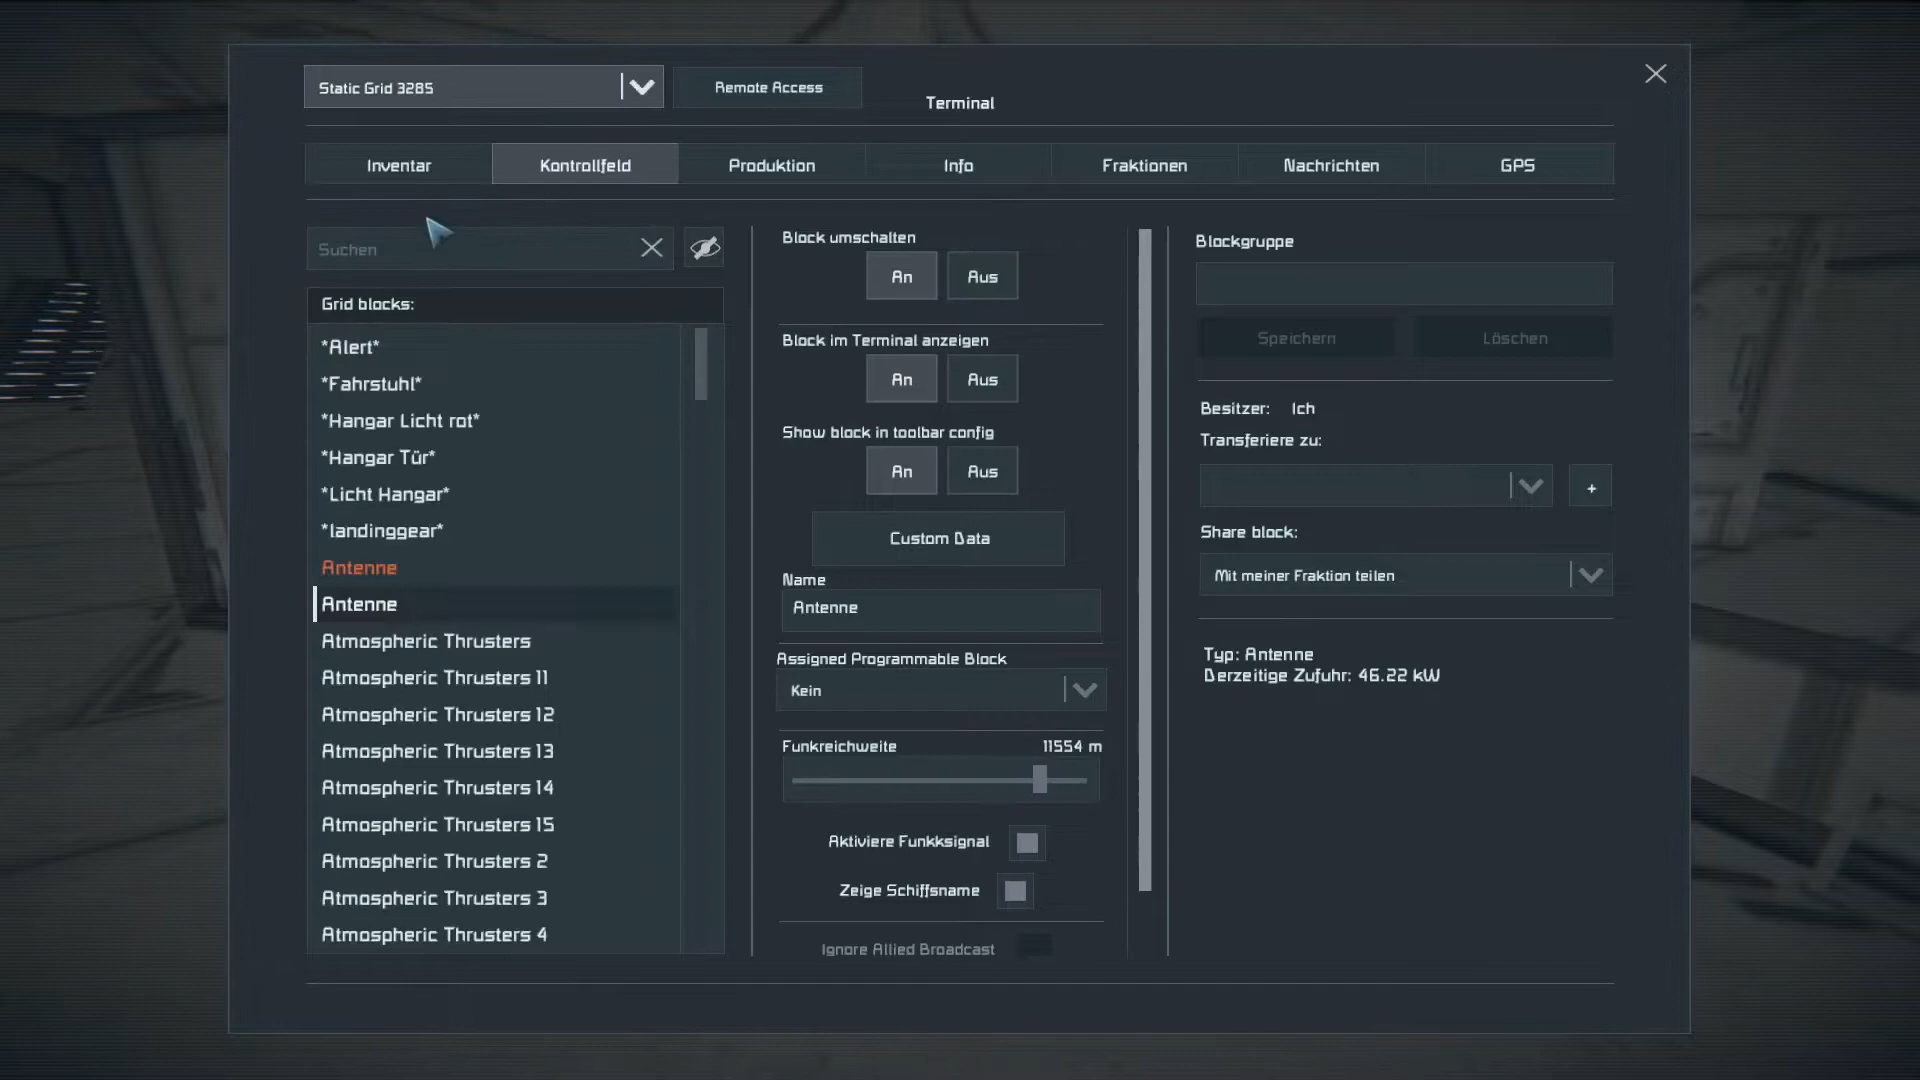 Static Grid 3285
Remote Access
Terminal
Inventar
Kontrollfeld
Produktion
Info
Fraktionen
Nachrichten
GPS
Suchen
Grid blocks:
*Alert*
*Fahrstuhl*
*Hangar Licht rot*
*Hangar Tür*
*Licht Hangar*
*landinggear*
Antenne
Antenne
Atmospheric Thrusters
Atmospheric Thrusters 11
Atmospheric Thrusters 12
Atmospheric Thrusters 13
Atmospheric Thrusters 14
Atmospheric Thrusters 15
Atmospheric Thrusters 2
Atmospheric Thrusters 3
Atmospheric Thrusters 4
Block umschalten
An Aus
Block im Terminal anzeigen
An Aus
Show block in toolbar config
An Aus
Custom Data
Name
Antenne
Assigned Programmable Block
Kein
Funkreichweite 11554 m
Aktiviere Funkksignal
Zeige Schiffsname
Ignore Allied Broadcast
Blockgruppe
Speichern Löschen
Besitzer: Ich
Transferiere zu:
+
Share block:
Mit meiner Fraktion teilen
Typ: Antenne
Derzeitige Zufuhr: 46.22 kW